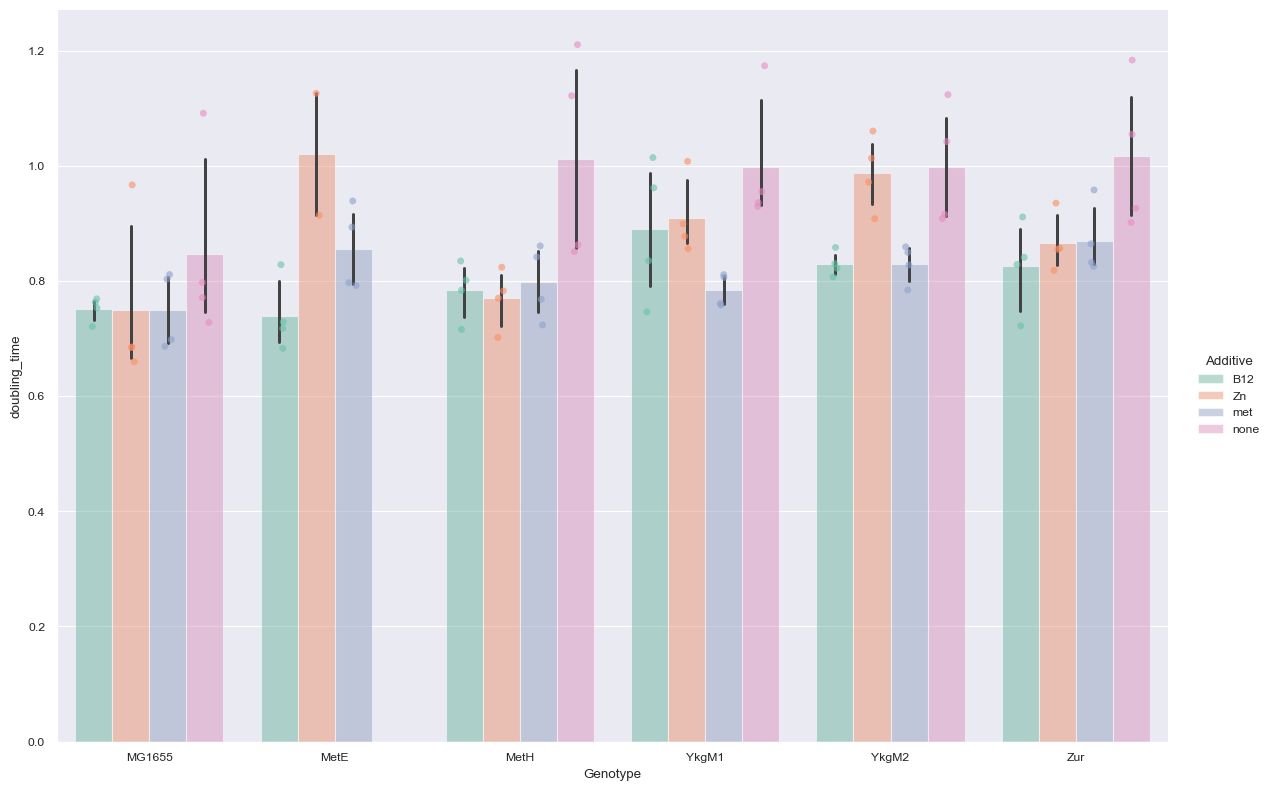 doubling_time
1.2
1.0
0.8
0.6
0.4
0.2
0.0
MG1655
MetE
MetH
YkgM1
YkgM2
Zur
Genotype
Additive
B12
Zn
met
none